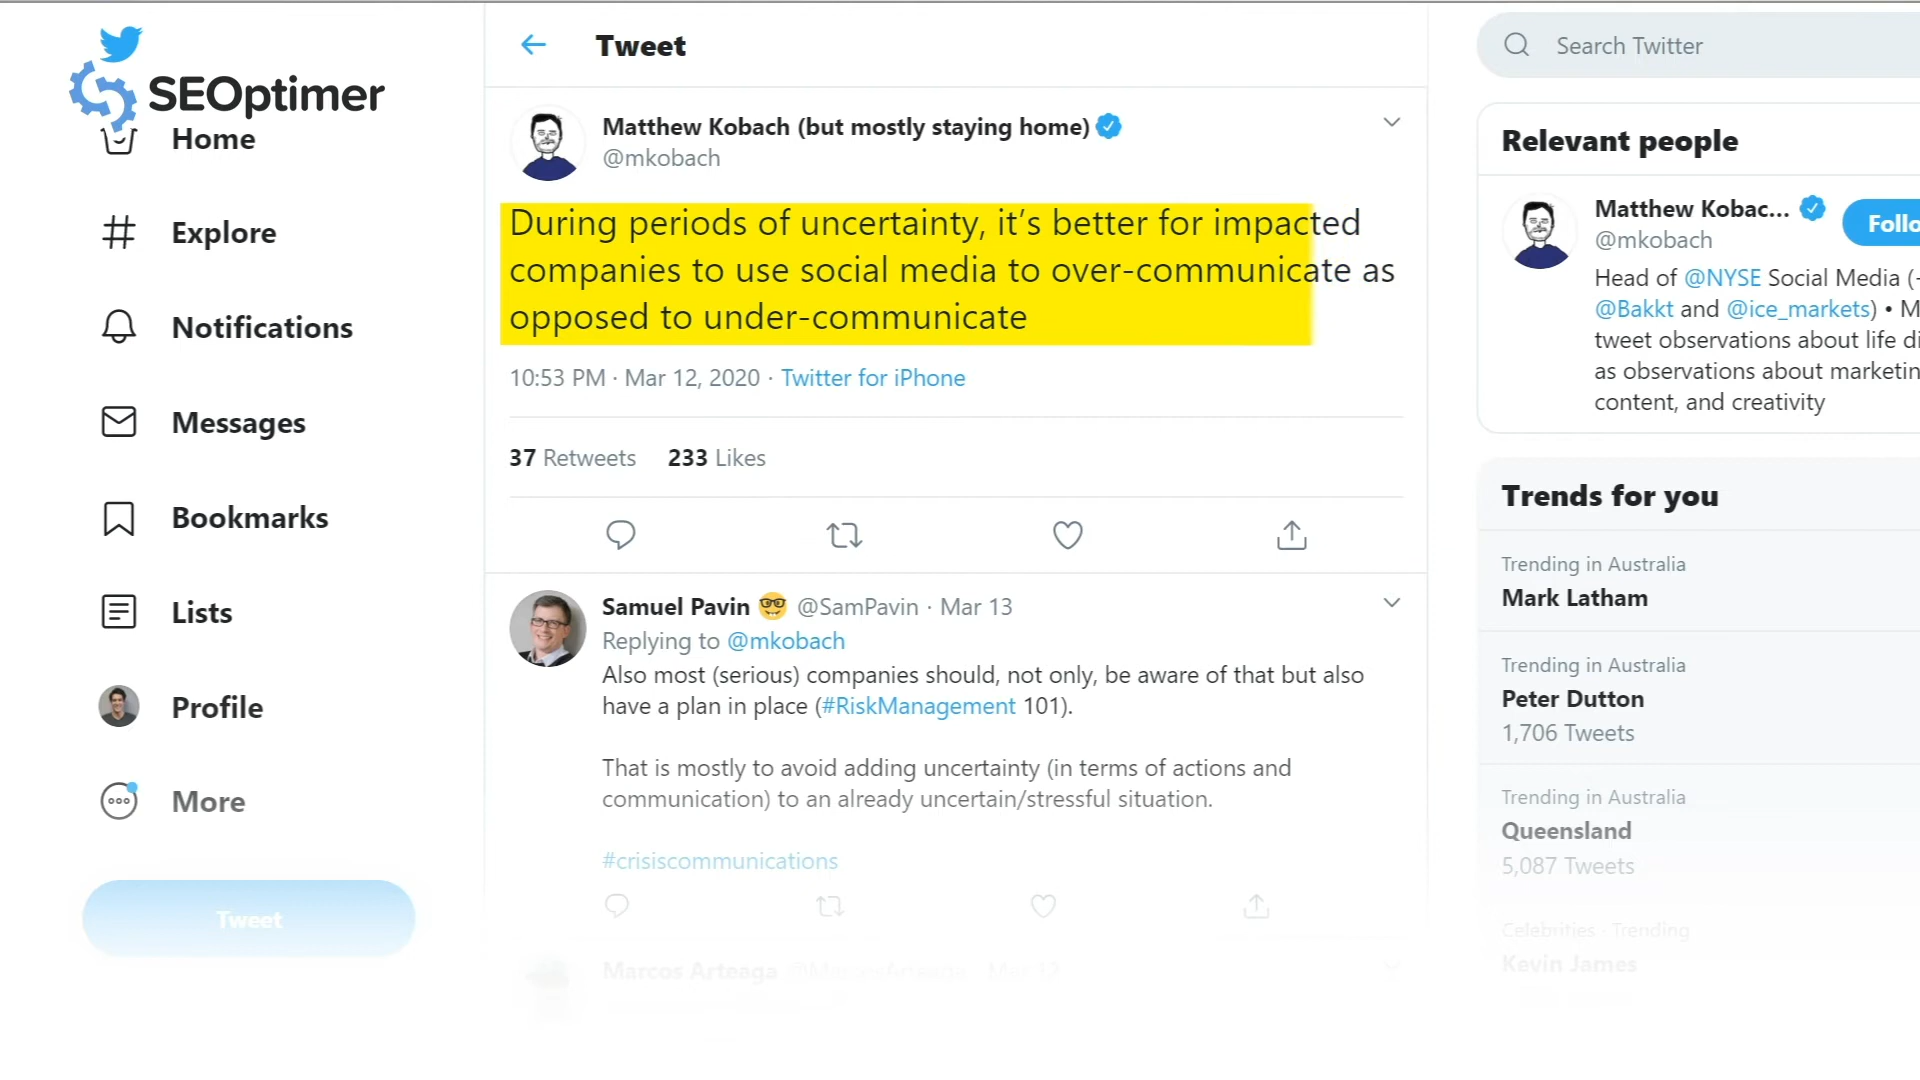 SEOptimer
Home
Explore
Notifications
Messages
Bookmarks
Lists
Profile
More
Tweet
Tweet
Matthew Kobach (but mostly staying home)
@mkobach
During periods of uncertainty, it’s better for impacted
companies to use social media to over-communicate as
opposed to under-communicate
10:53 PM · Mar 12, 2020 · Twitter for iPhone
37 Retweets 233 Likes
Samuel Pavin 🤓 @SamPavin · Mar 13
Replying to @mkobach
Also most (serious) companies should, not only, be aware of that but also
have a plan in place (#RiskManagement 101).
That is mostly to avoid adding uncertainty (in terms of actions and
communication) to an already uncertain/stressful situation.
#crisiscommunications
Marcos Arteaga @MarcosArteaga · Mar 12
Search Twitter
Relevant people
Matthew Kobac...
@mkobach
Follo
Head of @NYSE Social Media (+
@Bakkt and @ice_markets) • M
tweet observations about life di
as observations about marketin
content, and creativity
Trends for you
Trending in Australia
Mark Latham
Trending in Australia
Peter Dutton
1,706 Tweets
Trending in Australia
Queensland
5,087 Tweets
Celebrities · Trending
Kevin James